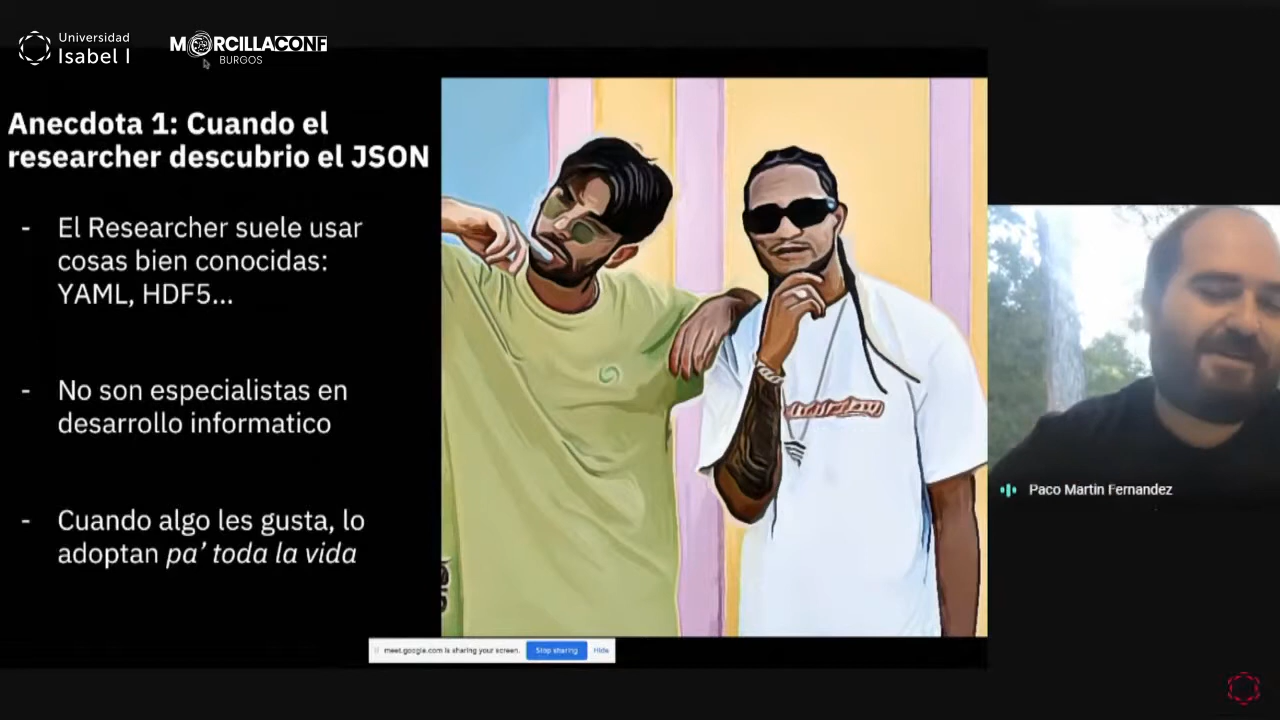 Universidad
Isabel I
MORCILLACONF
BURGOS
Anecdota 1: Cuando el
researcher descubrio el JSON
- El Researcher suele usar
cosas bien conocidas:
YAML, HDF5...
- No son especialistas en
desarrollo informatico
- Cuando algo les gusta, lo
adoptan pa' toda la vida
Paco Martin Fernandez
meet.google.com is sharing your screen.
Stop sharing
Hide